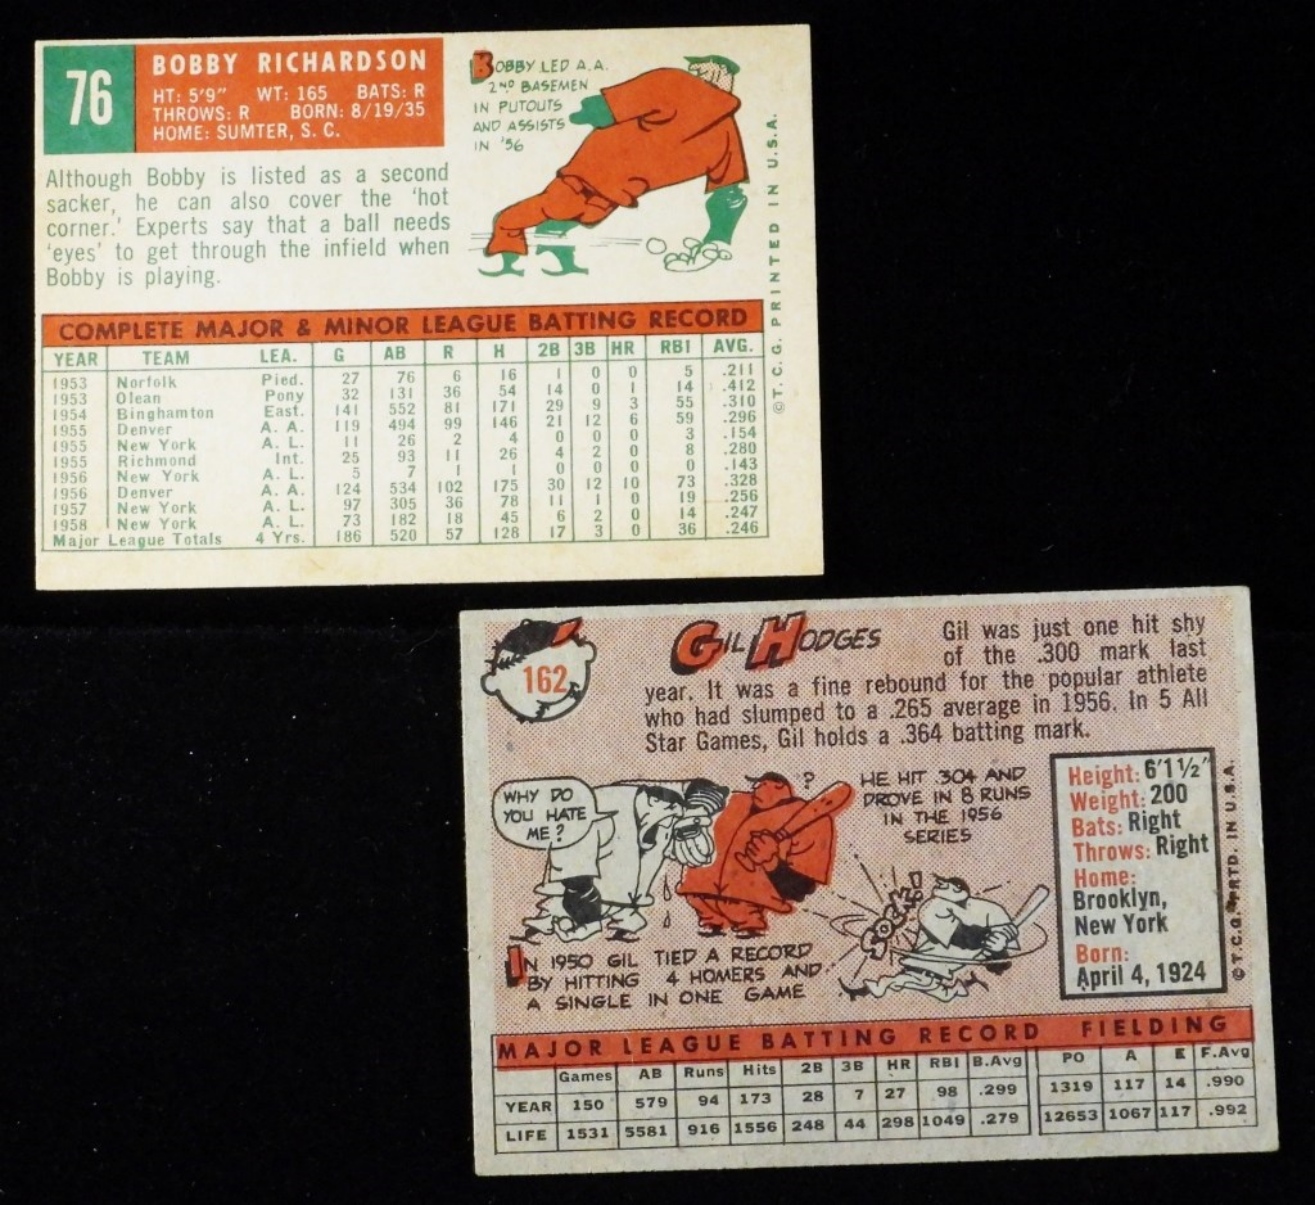 76
BOBBY RICHARDSON
HT: 5'9" WT: 165 BATS: R
THROWS: R BORN: 8/19/35
HOME: SUMTER, S. C.
BOBBY LED A.A.
2ND BASEMEN
IN PUTOUTS
AND ASSISTS
IN '56
Although Bobby is listed as a second
sacker, he can also cover the 'hot
corner.' Experts say that a ball needs
'eyes' to get through the infield when
Bobby is playing.
© T. C. G. PRINTED IN U.S.A.
COMPLETE MAJOR & MINOR LEAGUE BATTING RECORD
YEAR TEAM LEA. G AB R H 2B 3B HR RBI AVG.
1953 Norfolk Pied. 27 76 6 16 1 0 0 5 .211
1953 Olean Pony 32 131 36 54 14 0 1 14 .412
1954 Binghamton East. 141 552 81 171 29 9 3 55 .310
1955 Denver A. A. 119 494 99 146 21 12 6 59 .296
1955 New York A. L. 11 26 2 4 0 0 0 3 .154
1955 Richmond Int. 25 93 11 26 4 2 0 8 .280
1956 New York A. L. 5 7 1 1 0 0 0 0 .143
1956 Denver A. A. 124 534 102 175 30 12 10 73 .328
1957 New York A. L. 97 305 36 78 11 1 0 19 .256
1958 New York A. L. 73 182 18 45 6 2 0 14 .247
Major League Totals 4 Yrs. 186 520 57 128 17 3 0 36 .246
162
GIL HODGES
Gil was just one hit shy
of the .300 mark last
year. It was a fine rebound for the popular athlete
who had slumped to a .265 average in 1956. In 5 All
Star Games, Gil holds a .364 batting mark.
WHY DO
YOU HATE
ME?
?
HE HIT .304 AND
DROVE IN 8 RUNS
IN THE 1956
SERIES
SOCK!
IN 1950 GIL TIED A RECORD
BY HITTING 4 HOMERS AND
A SINGLE IN ONE GAME
Height: 6'1½"
Weight: 200
Bats: Right
Throws: Right
Home:
Brooklyn,
New York
Born:
April 4, 1924
© T.C.G. PRTD. IN U.S.A.
MAJOR LEAGUE BATTING RECORD FIELDING
Games AB Runs Hits 2B 3B HR RBI B.Avg PO A E F.Avg
YEAR 150 579 94 173 28 7 27 98 .299 1319 117 14 .990
LIFE 1531 5581 916 1556 248 44 298 1049 .279 12653 1067 117 .992